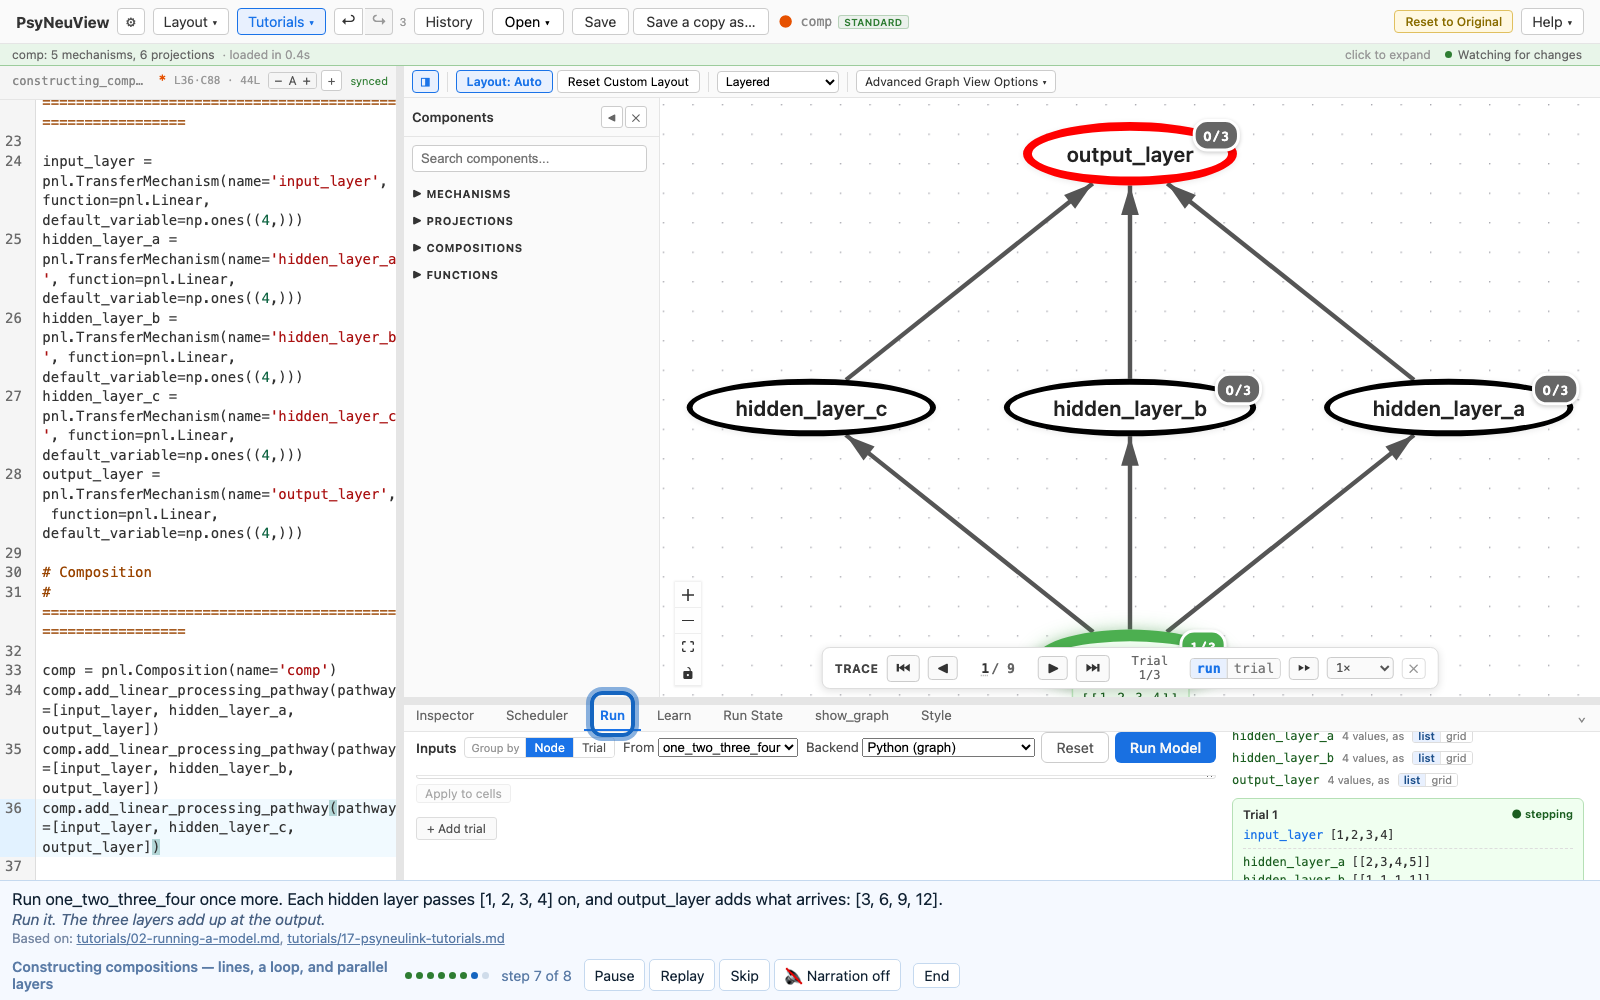 PsyNeuView ⚙ Layout ▾ Tutorials ▾ ↩ ↪ 3 History Open ▾ Save Save a copy as... comp STANDARD Reset to Original Help ▾
comp: 5 mechanisms, 6 projections · loaded in 0.4s click to expand Watching for changes
constructing_comp… * L36·C88 · 44L − A + + synced
Layout: Auto Reset Custom Layout Layered Advanced Graph View Options ▾
Components
Search components...
MECHANISMS
PROJECTIONS
COMPOSITIONS
FUNCTIONS
==========================================
=================
23
24 input_layer =
pnl.TransferMechanism(name='input_layer',
function=pnl.Linear,
default_variable=np.ones((4,)))
25 hidden_layer_a =
pnl.TransferMechanism(name='hidden_layer_a
', function=pnl.Linear,
default_variable=np.ones((4,)))
26 hidden_layer_b =
pnl.TransferMechanism(name='hidden_layer_b
', function=pnl.Linear,
default_variable=np.ones((4,)))
27 hidden_layer_c =
pnl.TransferMechanism(name='hidden_layer_c
', function=pnl.Linear,
default_variable=np.ones((4,)))
28 output_layer =
pnl.TransferMechanism(name='output_layer',
function=pnl.Linear,
default_variable=np.ones((4,)))
29
30 # Composition
31 #
==========================================
=================
32
33 comp = pnl.Composition(name='comp')
34 comp.add_linear_processing_pathway(pathway
=[input_layer, hidden_layer_a,
output_layer])
35 comp.add_linear_processing_pathway(pathway
=[input_layer, hidden_layer_b,
output_layer])
36 comp.add_linear_processing_pathway(pathway
=[input_layer, hidden_layer_c,
output_layer])
37
output_layer 0/3
hidden_layer_c
hidden_layer_b 0/3
hidden_layer_a 0/3
1/3
TRACE 1 / 9 Trial 1/3 run trial 1×
[[1,2,3,4]]
Inspector Scheduler Run Learn Run State show_graph Style
Inputs Group by Node Trial From one_two_three_four Backend Python (graph) Reset Run Model
Apply to cells
+ Add trial
hidden_layer_a 4 values, as list grid
hidden_layer_b 4 values, as list grid
output_layer 4 values, as list grid
Trial 1 stepping
input_layer [1,2,3,4]
hidden_layer_a [[2,3,4,5]]
hidden_layer_b [[1,1,1,1]]
Run one_two_three_four once more. Each hidden layer passes [1, 2, 3, 4] on, and output_layer adds what arrives: [3, 6, 9, 12].
Run it. The three layers add up at the output.
Based on: tutorials/02-running-a-model.md, tutorials/17-psyneulink-tutorials.md
Constructing compositions — lines, a loop, and parallel
layers
step 7 of 8 Pause Replay Skip Narration off End